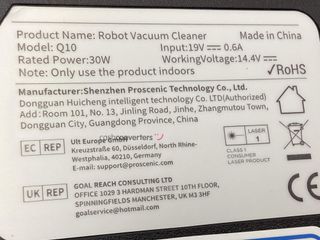 Product Name: Robot Vacuum Cleaner Made in China
Model: Q10 Input:19V ⎓ 0.6A
Rated Power:30W WorkingVoltage:14.4V ⎓
Note: Only use the product indoors ✓RoHS
Manufacturer:Shenzhen Proscenic Technology Co., Ltd.
Dongguan Huicheng intelligent technology Co. LTD(Authorized)
Add: Room 101, No. 13, Jinling Road, Jinhe, Zhangmutou Town,
Dongguan City, Guangdong Province, China.
cashconverters
EC REP Uit Europe GmbH
Kreuzstraße 60, Düsseldorf, North Rhine-
Westphalia, 40210, Germany
E-mail: support@proscenic.com
LASER
1
CLASS I
CONSUMER
LASER PRODUCT
UK REP GOAL REACH CONSULTING LTD
OFFICE 1029 3 HARDMAN STREET 10TH FLOOR,
SPINNINGFIELDS MANCHESTER, UK M3 3HF
goalservice@hotmail.com
CE